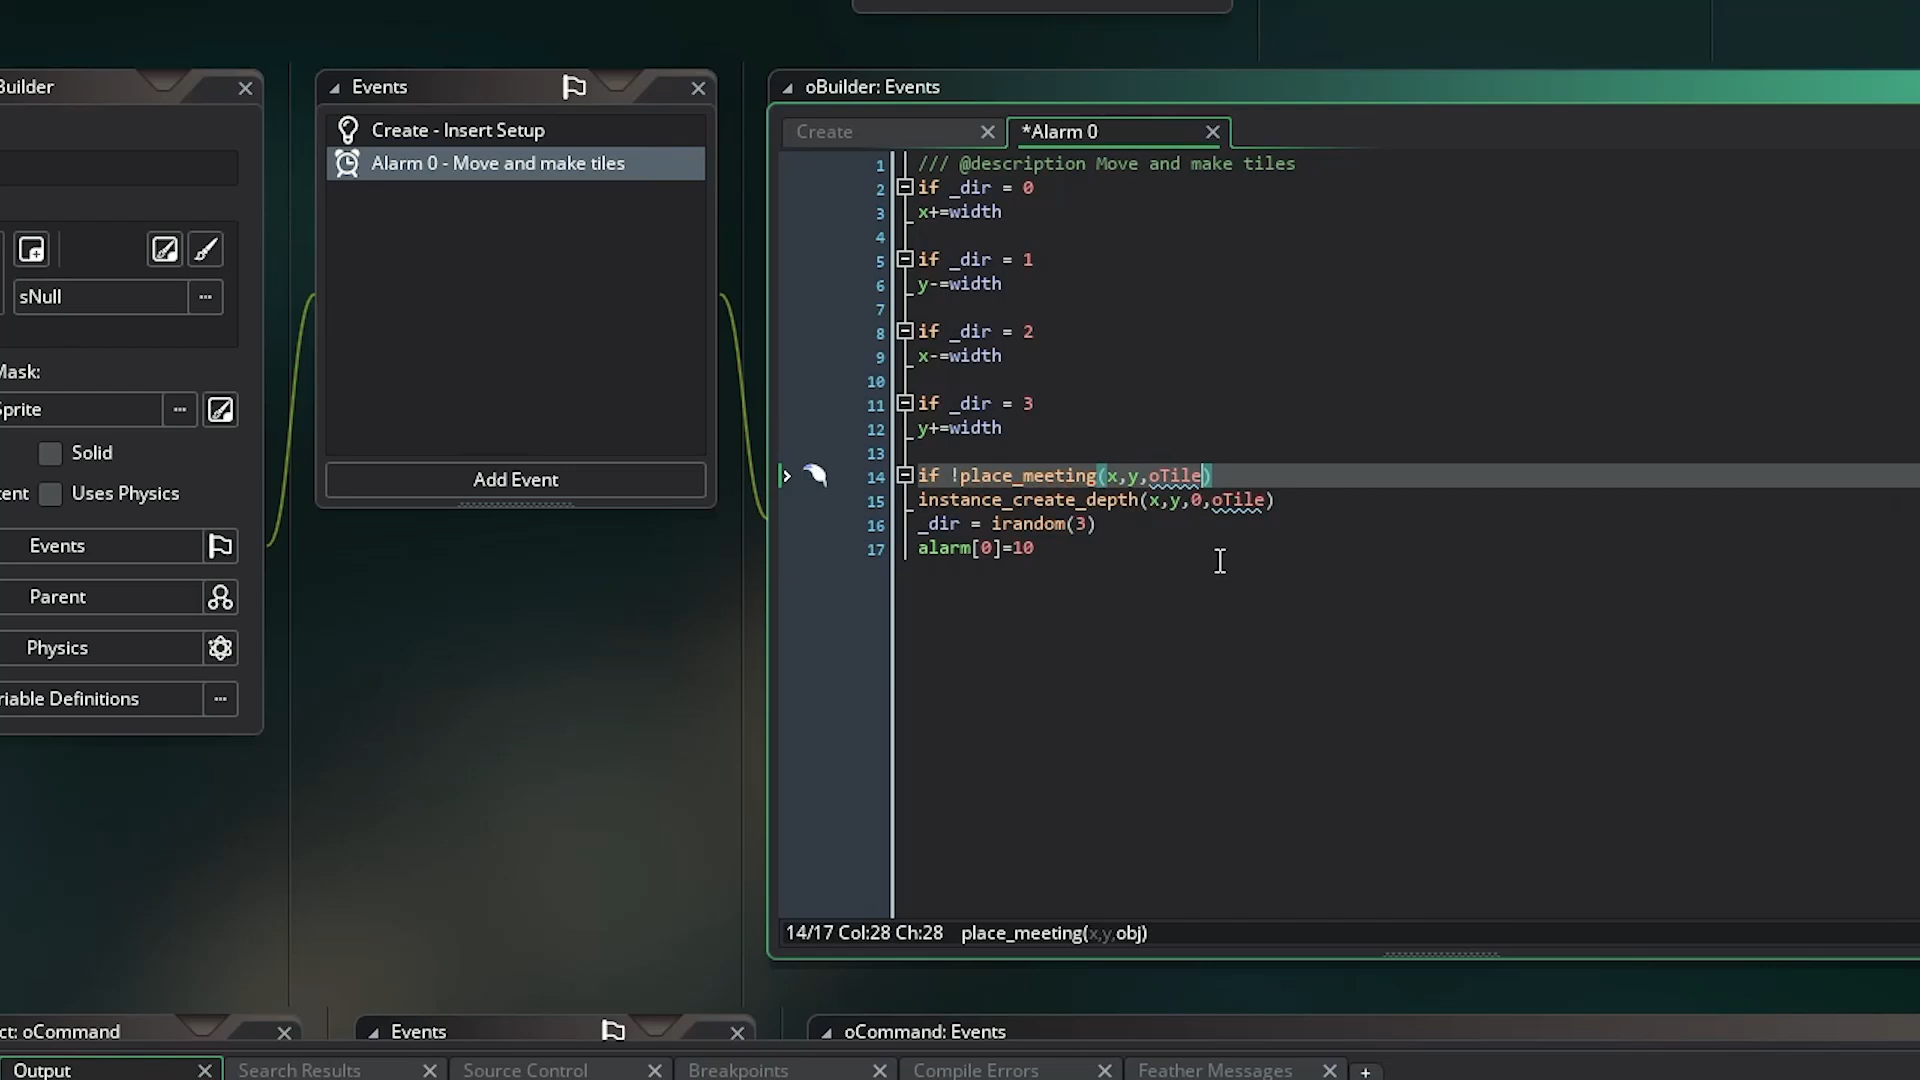 Builder
Events
oBuilder: Events
Create - Insert Setup
Alarm 0 - Move and make tiles
Create
*Alarm 0
1 /// @description Move and make tiles
2 if _dir = 0
3 x+=width
4
5 if _dir = 1
6 y-=width
7
8 if _dir = 2
9 x-=width
10
11 if _dir = 3
12 y+=width
13
14 if !place_meeting(x,y,oTile)
15 instance_create_depth(x,y,0,oTile)
16 _dir = irandom(3)
17 alarm[0]=10
sNull
Mask:
Sprite
Solid
Uses Physics
Add Event
Events
Parent
Physics
riable Definitions
14/17 Col:28 Ch:28 place_meeting(x,y,obj)
ct: oCommand
Events
oCommand: Events
Output
Search Results
Source Control
Breakpoints
Compile Errors
Feather Messages